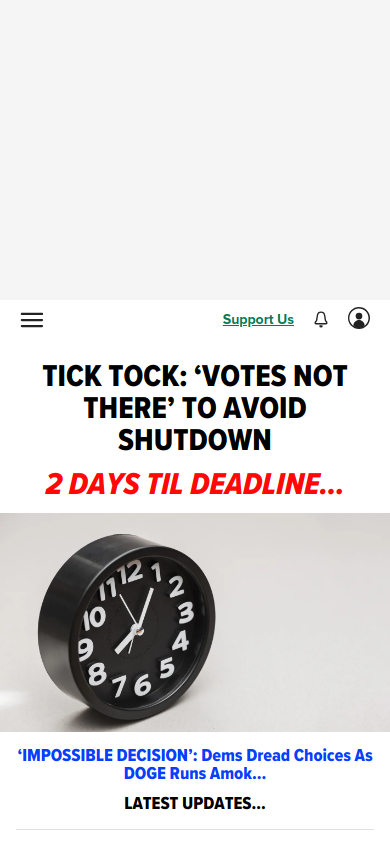 Support Us
TICK TOCK: ‘VOTES NOT
THERE’ TO AVOID
SHUTDOWN
2 DAYS TIL DEADLINE...
11 12 1
10 2
9 3
8 4
7 6 5
‘IMPOSSIBLE DECISION’: Dems Dread Choices As
DOGE Runs Amok...
LATEST UPDATES...